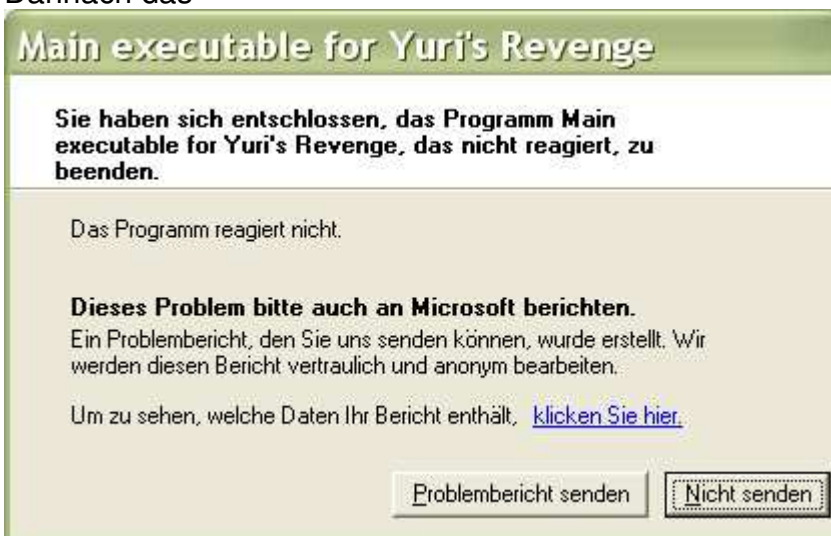 Dannach das
Main executable for Yuri's Revenge
Sie haben sich entschlossen, das Programm Main
executable for Yuri's Revenge, das nicht reagiert, zu
beenden.
Das Programm reagiert nicht.
Dieses Problem bitte auch an Microsoft berichten.
Ein Problembericht, den Sie uns senden können, wurde erstellt. Wir
werden diesen Bericht vertraulich und anonym bearbeiten.
Um zu sehen, welche Daten Ihr Bericht enthält, klicken Sie hier.
Problembericht senden Nicht senden